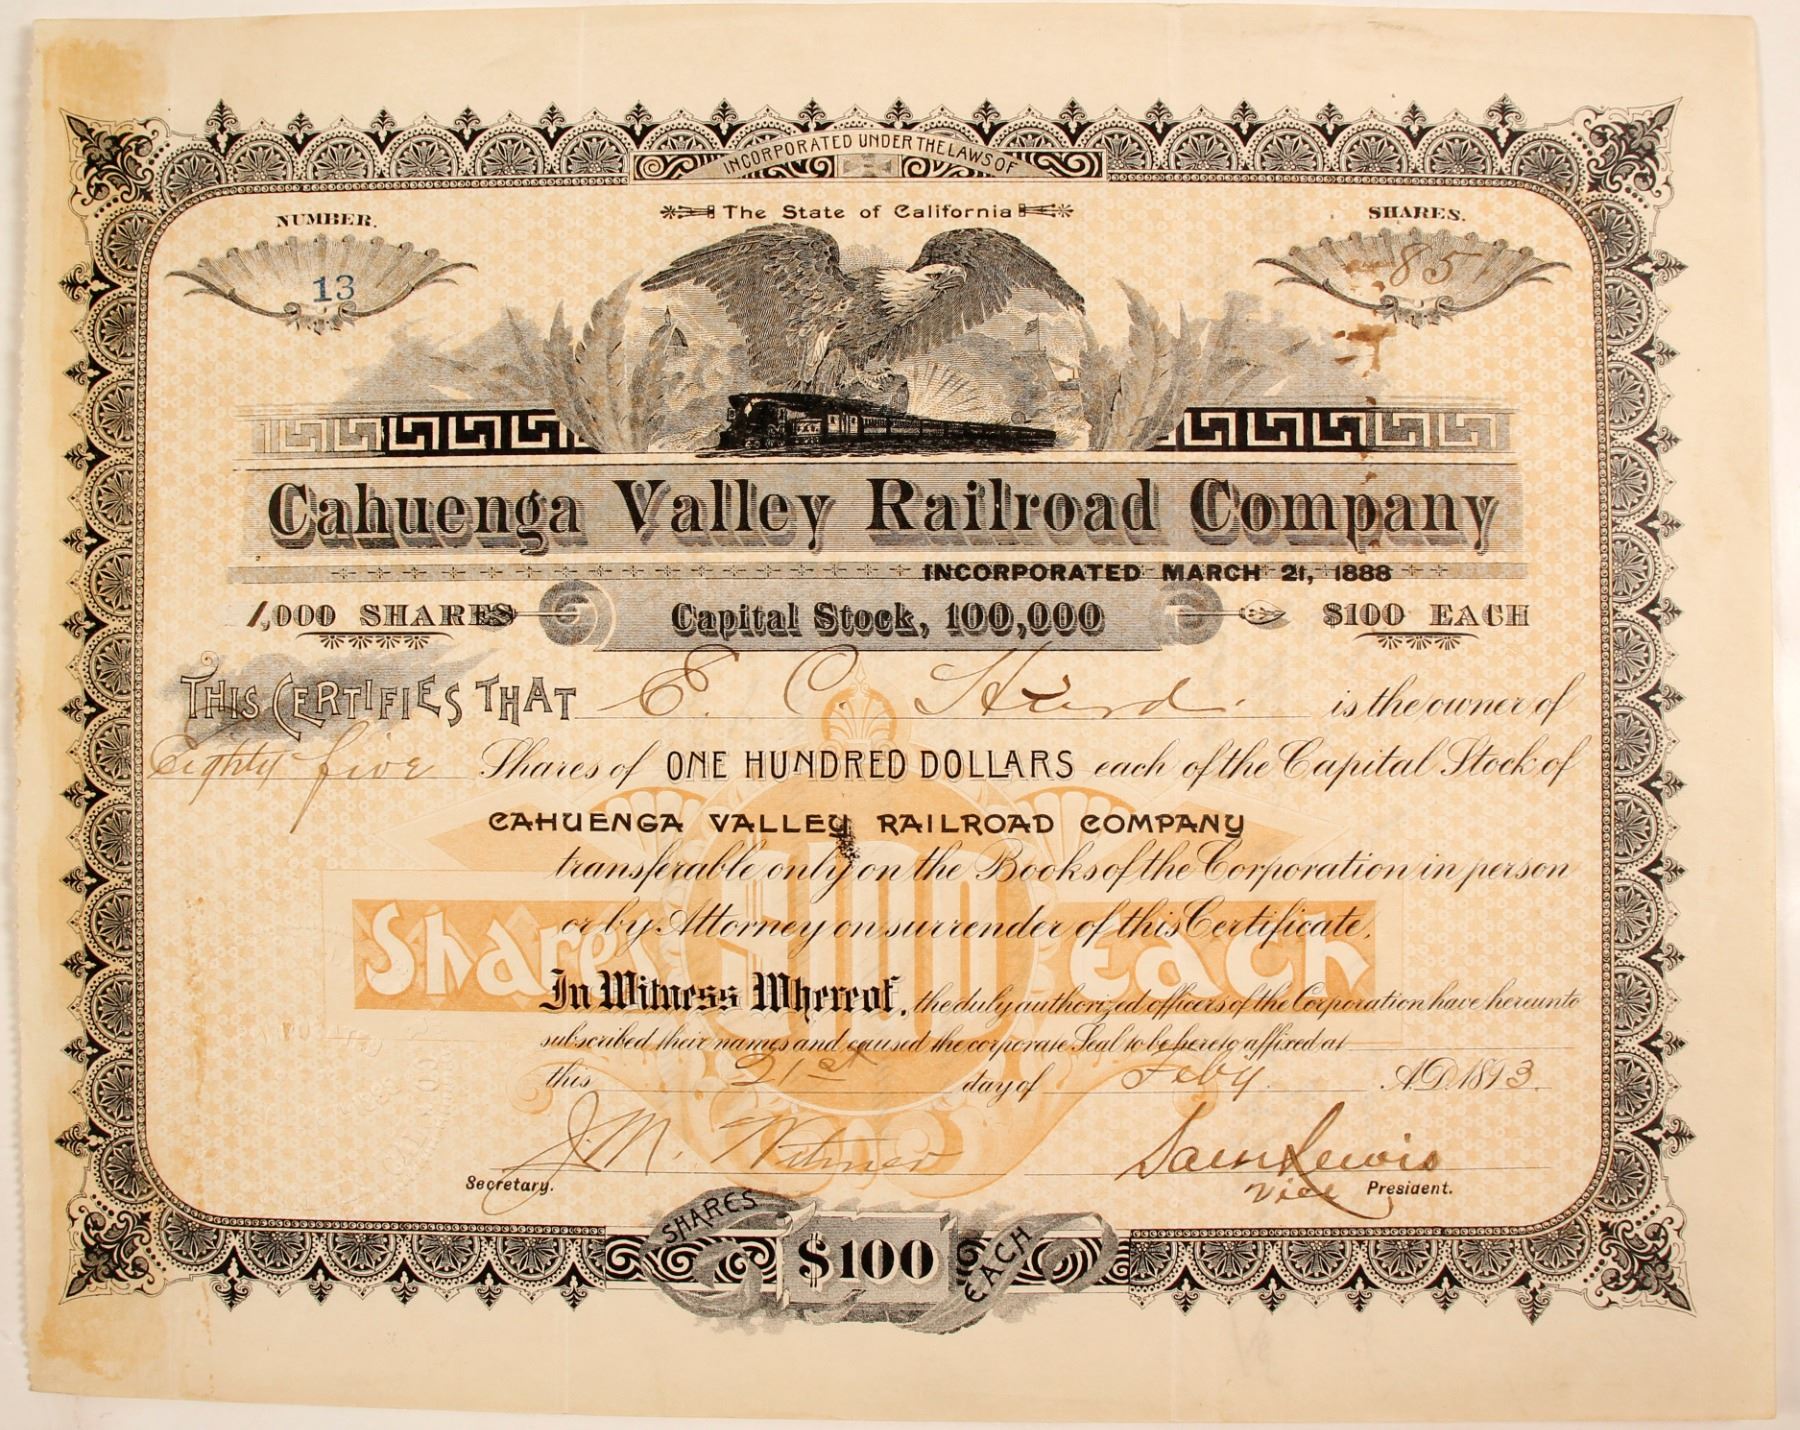 INCORPORATED UNDER THE LAWS OF
The State of California
NUMBER.
13
SHARES.
85
Cahuenga Valley Railroad Company
INCORPORATED MARCH 21, 1888
1,000 SHARES
Capital Stock, 100,000
$100 EACH
THIS CERTIFIES THAT E. C. Hurd. is the owner of
Eighty five Shares of ONE HUNDRED DOLLARS each of the Capital Stock of
CAHUENGA VALLEY RAILROAD COMPANY
transferable only on the Books of the Corporation in person
or by Attorney on surrender of this Certificate.
Shares $100 Each
In Witness Whereof, the duly authorized officers of the Corporation have hereunto
subscribed their names and caused the corporate Seal to be hereto affixed at
this 21st day of Feby. A.D. 1893.
J. M. Witmer Sam Lewis
Secretary. Vice President.
SHARES $100 EACH